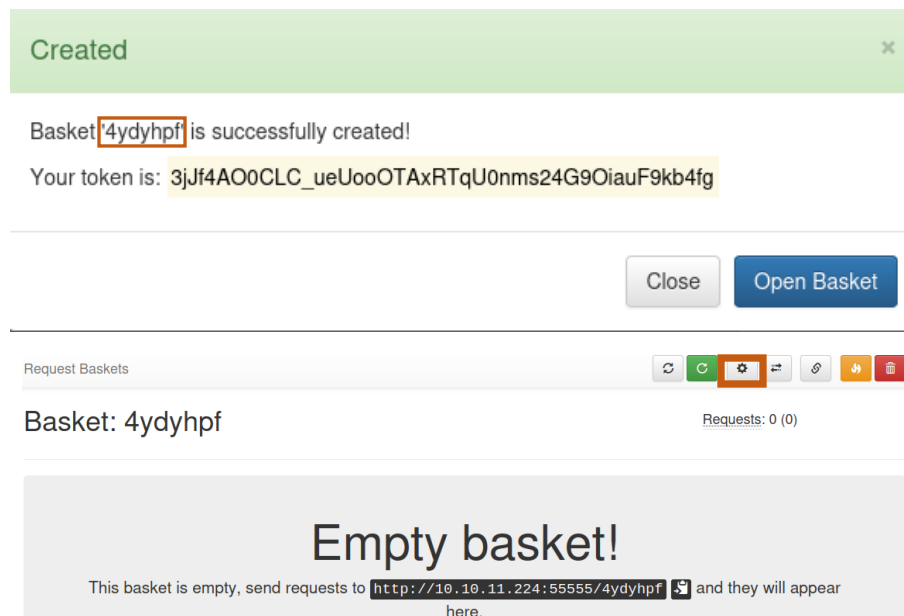 Created ×
Basket '4ydyhpf' is successfully created!
Your token is: 3jJf4AO0CLC_ueUooOTAxRTqU0nms24G9OiauF9kb4fg
Close Open Basket
Request Baskets
Basket: 4ydyhpf Requests: 0 (0)
Empty basket!
This basket is empty, send requests to http://10.10.11.224:55555/4ydyhpf and they will appear
here.